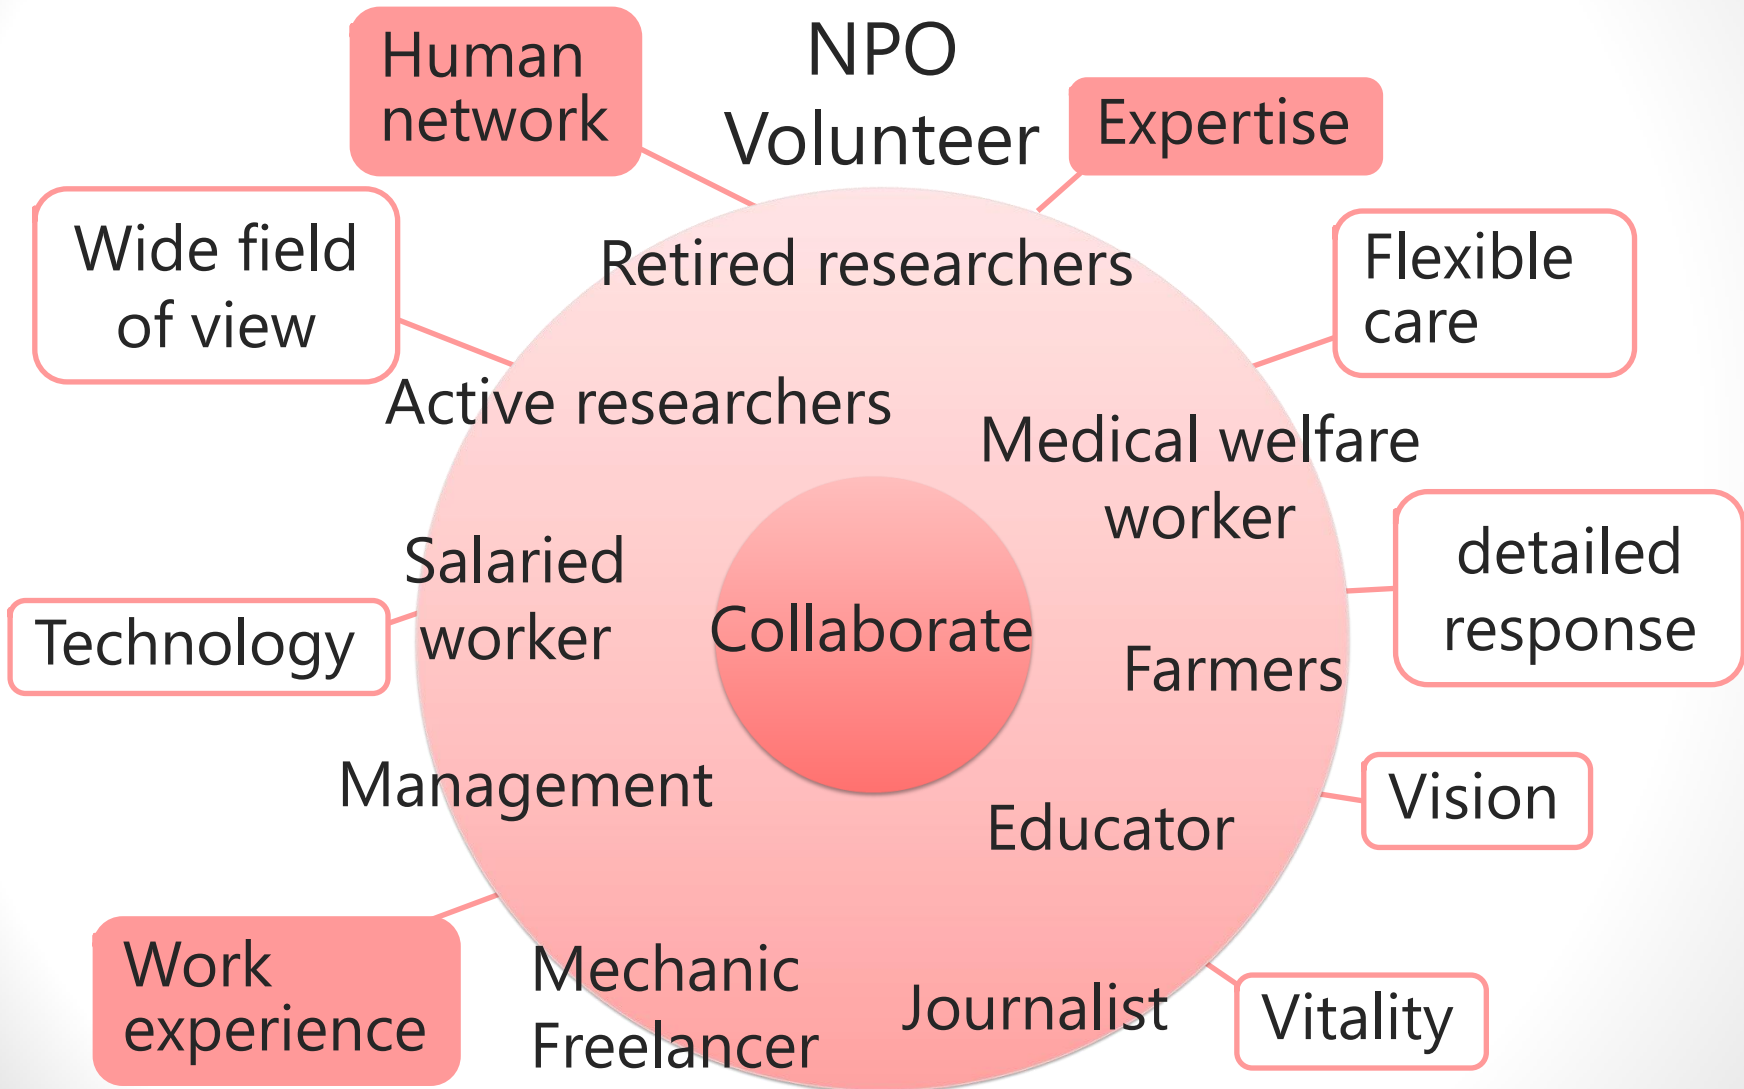 NPO
Volunteer
Human
network
Expertise
Wide field
of view
Flexible
care
Retired researchers
Active researchers
Medical welfare
worker
Salaried
worker
Technology
Collaborate
detailed
response
Farmers
Management
Educator
Vision
Work
experience
Mechanic
Freelancer
Journalist
Vitality